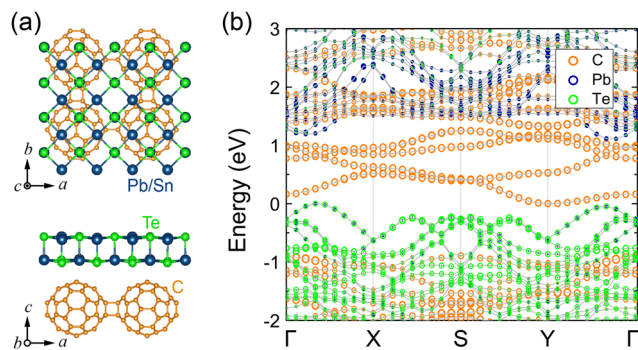 (a)
b
c
a
Pb/Sn
Te
C
c
b
a
(b)
Energy (eV)
3
2
1
0
-1
-2
C
Pb
Te
Γ X S Y Γ